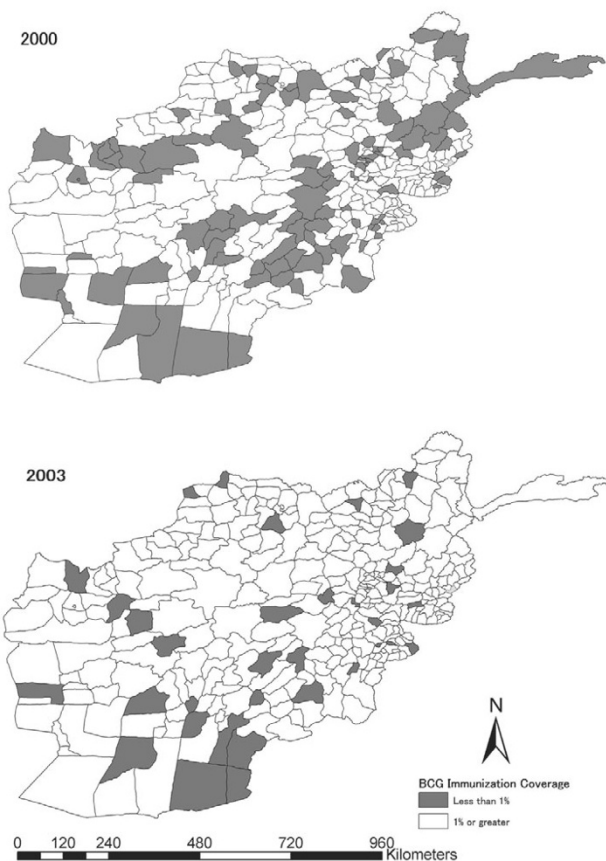 2000
2003
N
BCG Immunization Coverage
Less than 1%
1% or greater
0 120 240 480 720 960
Kilometers